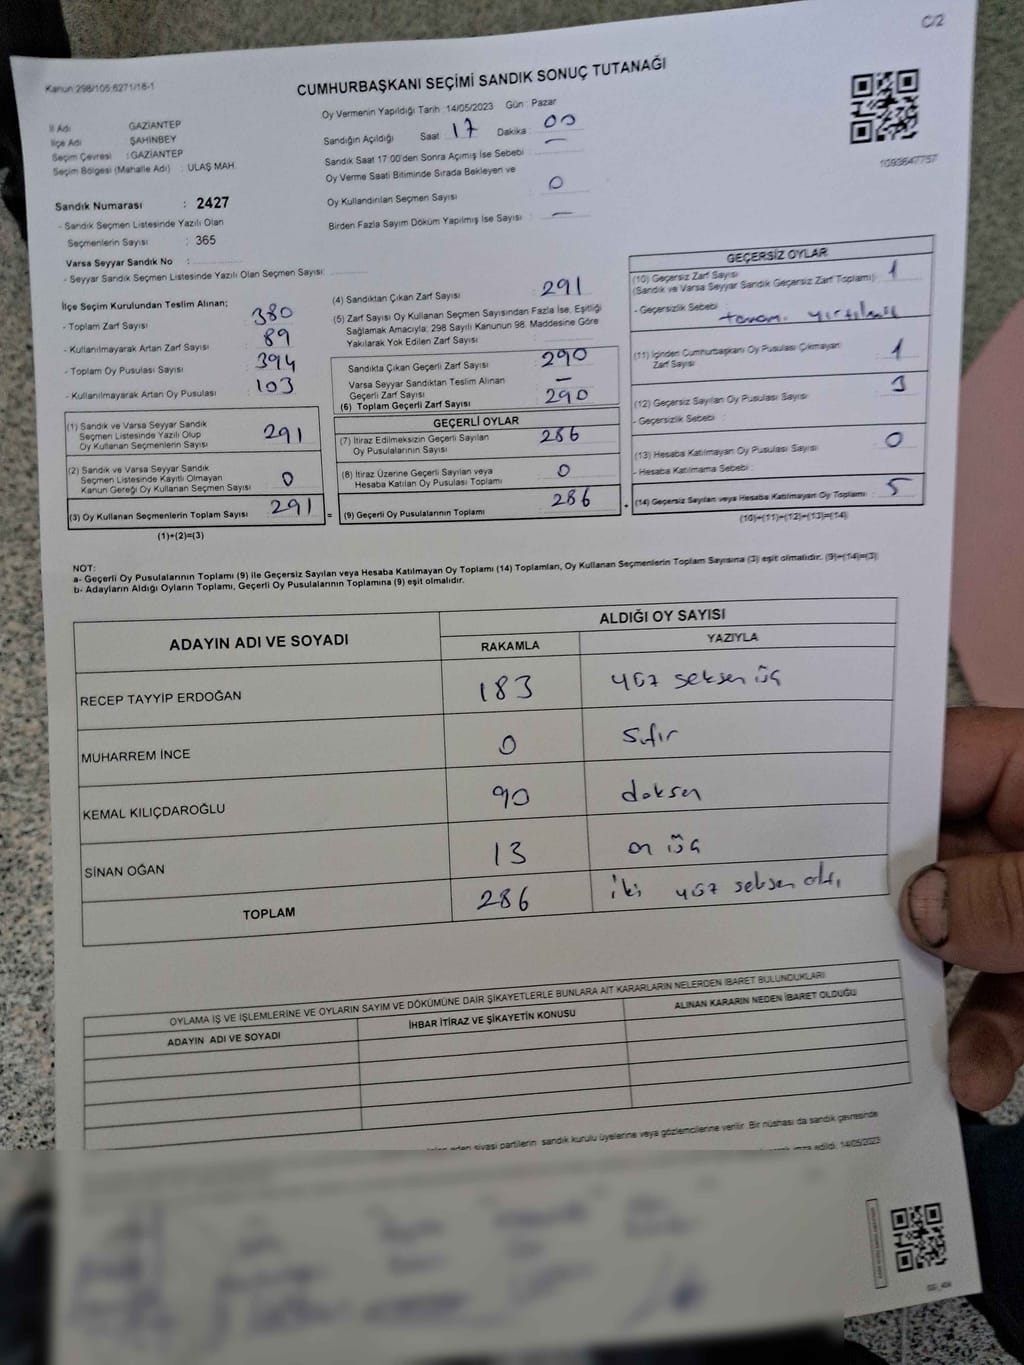 C/2
Kanun:298/105,6271/18-1
CUMHURBAŞKANI SEÇİMİ SANDIK SONUÇ TUTANAĞI
İl Adı GAZİANTEP
İlçe Adı ŞAHİNBEY
Seçim Çevresi : GAZİANTEP
Seçim Bölgesi (Mahalle Adı) : ULAŞ MAH.
Oy Vermenin Yapıldığı Tarih : 14/05/2023 Gün : Pazar
Sandığın Açıldığı Saat : 17 Dakika : 00
Sandık Saat 17:00'den Sonra Açımış İse Sebebi : —
Oy Verme Saati Bitiminde Sırada Bekleyen ve
Oy Kullandırılan Seçmen Sayısı : 0
Birden Fazla Sayım Döküm Yapılmış İse Sayısı : —
1093647757
Sandık Numarası : 2427
- Sandık Seçmen Listesinde Yazılı Olan
Seçmenlerin Sayısı : 365
Varsa Seyyar Sandık No :
- Seyyar Sandık Seçmen Listesinde Yazılı Olan Seçmen Sayısı:
İlçe Seçim Kurulundan Teslim Alınan;
- Toplam Zarf Sayısı : 380
- Kullanılmayarak Artan Zarf Sayısı : 89
- Toplam Oy Pusulası Sayısı : 394
- Kullanılmayarak Artan Oy Pusulası : 103
(1) Sandık ve Varsa Seyyar Sandık
Seçmen Listesinde Yazılı Olup
Oy Kullanan Seçmenlerin Sayısı : 291
(2) Sandık ve Varsa Seyyar Sandık
Seçmen Listesinde Kayıtlı Olmayan
Kanun Gereği Oy Kullanan Seçmen Sayısı : 0
(3) Oy Kullanan Seçmenlerin Toplam Sayısı : 291 =
(1)+(2)=(3)
(4) Sandıktan Çıkan Zarf Sayısı : 291
(5) Zarf Sayısı Oy Kullanan Seçmen Sayısından Fazla İse, Eşitliği
Sağlamak Amacıyla; 298 Sayılı Kanunun 98. Maddesine Göre
Yakılarak Yok Edilen Zarf Sayısı :
Sandıkta Çıkan Geçerli Zarf Sayısı : 290
Varsa Seyyar Sandıktan Teslim Alınan
Geçerli Zarf Sayısı : —
(6) Toplam Geçerli Zarf Sayısı : 290
GEÇERLİ OYLAR
(7) İtiraz Edilmeksizin Geçerli Sayılan
Oy Pusulalarının Sayısı : 286
(8) İtiraz Üzerine Geçerli Sayılan veya
Hesaba Katılan Oy Pusulası Toplamı : 0
(9) Geçerli Oy Pusulalarının Toplamı : 286 +
GEÇERSİZ OYLAR
(10) Geçersiz Zarf Sayısı : 1
(Sandık ve Varsa Seyyar Sandık Geçersiz Zarf Toplamı)
- Geçersizlik Sebebi : yırtılmış
(11) İçinden Cumhurbaşkanı Oy Pusulası Çıkmayan
Zarf Sayısı : 1
(12) Geçersiz Sayılan Oy Pusulası Sayısı : 3
- Geçersizlik Sebebi :
(13) Hesaba Katılmayan Oy Pusulası Sayısı : 0
- Hesaba Katılmama Sebebi :
(14) Geçersiz Sayılan veya Hesaba Katılmayan Oy Toplamı : 5
(10)+(11)+(12)+(13)=(14)
NOT:
a- Geçerli Oy Pusulalarının Toplamı (9) ile Geçersiz Sayılan veya Hesaba Katılmayan Oy Toplamı (14) Toplamları, Oy Kullanan Seçmenlerin Toplam Sayısına (3) eşit olmalıdır. (9)+(14)=(3)
b- Adayların Aldığı Oyların Toplamı, Geçerli Oy Pusulalarının Toplamına (9) eşit olmalıdır.
ADAYIN ADI VE SOYADI ALDIĞI OY SAYISI
RAKAMLA YAZIYLA
RECEP TAYYİP ERDOĞAN 183 yüz seksen üç
MUHARREM İNCE 0 Sıfır
KEMAL KILIÇDAROĞLU 90 doksan
SİNAN OĞAN 13 on üç
TOPLAM 286 iki yüz seksen altı
OYLAMA İŞ VE İŞLEMLERİNE VE OYLARIN SAYIM VE DÖKÜMÜNE DAİR ŞİKAYETLERLE BUNLARA AİT KARARLARIN NELERDEN İBARET BULUNDUKLARI
ADAYIN ADI VE SOYADI İHBAR İTİRAZ VE ŞİKAYETİN KONUSU ALINAN KARARIN NEDEN İBARET OLDUĞU
eden siyasi partilerin sandık kurulu üyelerine veya gözlemcilerine verilir. Bir nüshası da sandık çevresinde
imza edildi. 14/05/2023